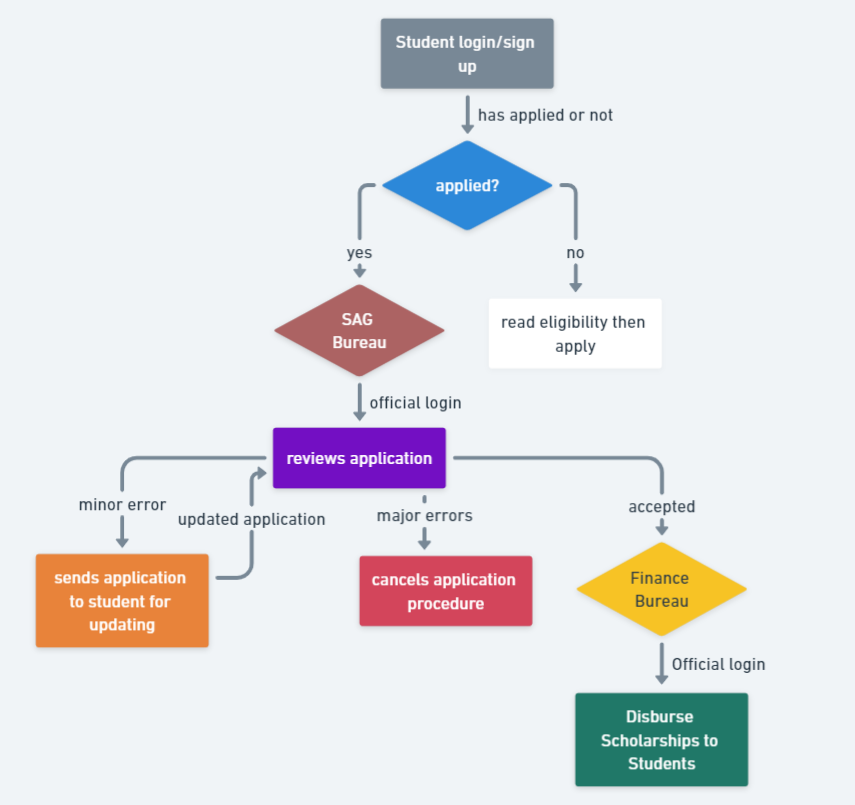 Student login/sign
up
has applied or not
applied?
yes
no
SAG
Bureau
read eligibility then
apply
official login
reviews application
minor error
updated application
major errors
accepted
sends application
to student for
updating
cancels application
procedure
Finance
Bureau
Official login
Disburse
Scholarships to
Students